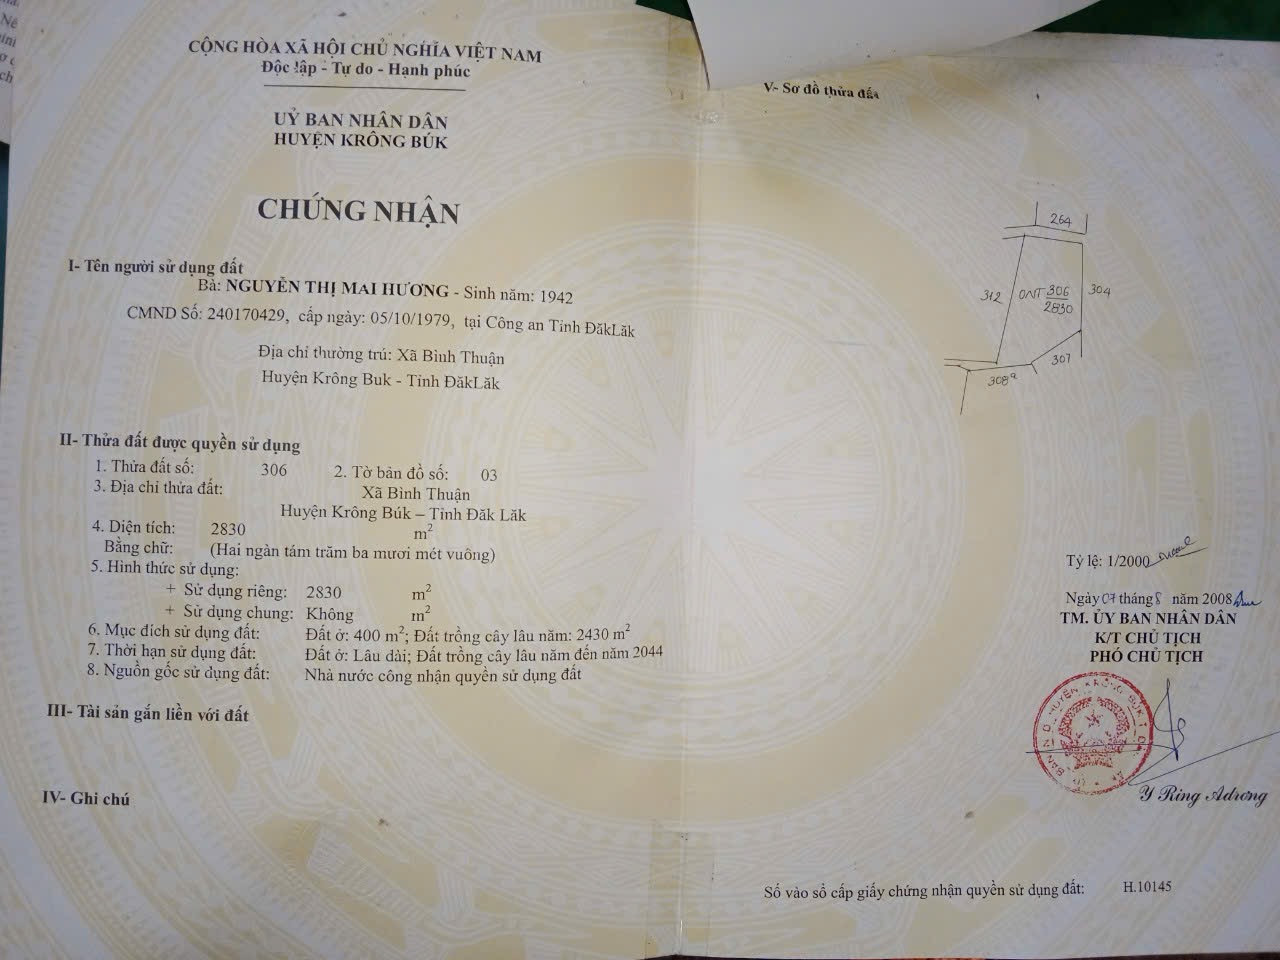 CỘNG HÒA XÃ HỘI CHỦ NGHĨA VIỆT NAM
Độc lập - Tự do - Hạnh phúc
UỶ BAN NHÂN DÂN
HUYỆN KRÔNG BÚK
CHỨNG NHẬN
I- Tên người sử dụng đất
Bà: NGUYỄN THỊ MAI HƯƠNG - Sinh năm: 1942
CMND Số: 240170429, cấp ngày: 05/10/1979, tại Công an Tỉnh ĐăkLăk
Địa chỉ thường trú: Xã Bình Thuận
Huyện Krông Buk - Tỉnh ĐăkLăk
II- Thửa đất được quyền sử dụng
1. Thửa đất số: 306 2. Tờ bản đồ số: 03
3. Địa chỉ thửa đất: Xã Bình Thuận
Huyện Krông Búk – Tỉnh Đăk Lăk
4. Diện tích: 2830 m²
Bằng chữ: (Hai ngàn tám trăm ba mươi mét vuông)
5. Hình thức sử dụng:
+ Sử dụng riêng: 2830 m²
+ Sử dụng chung: Không m²
6. Mục đích sử dụng đất: Đất ở: 400 m²; Đất trồng cây lâu năm: 2430 m²
7. Thời hạn sử dụng đất: Đất ở: Lâu dài; Đất trồng cây lâu năm đến năm 2044
8. Nguồn gốc sử dụng đất: Nhà nước công nhận quyền sử dụng đất
III- Tài sản gắn liền với đất
IV- Ghi chú
V- Sơ đồ thửa đất
264
312 ONT 306 304
2830
307
308a
Tỷ lệ: 1/2000
Ngày 07 tháng 8 năm 2008
TM. ỦY BAN NHÂN DÂN
K/T CHỦ TỊCH
PHÓ CHỦ TỊCH
Y Ring Adrơng
Số vào sổ cấp giấy chứng nhận quyền sử dụng đất: H.10145